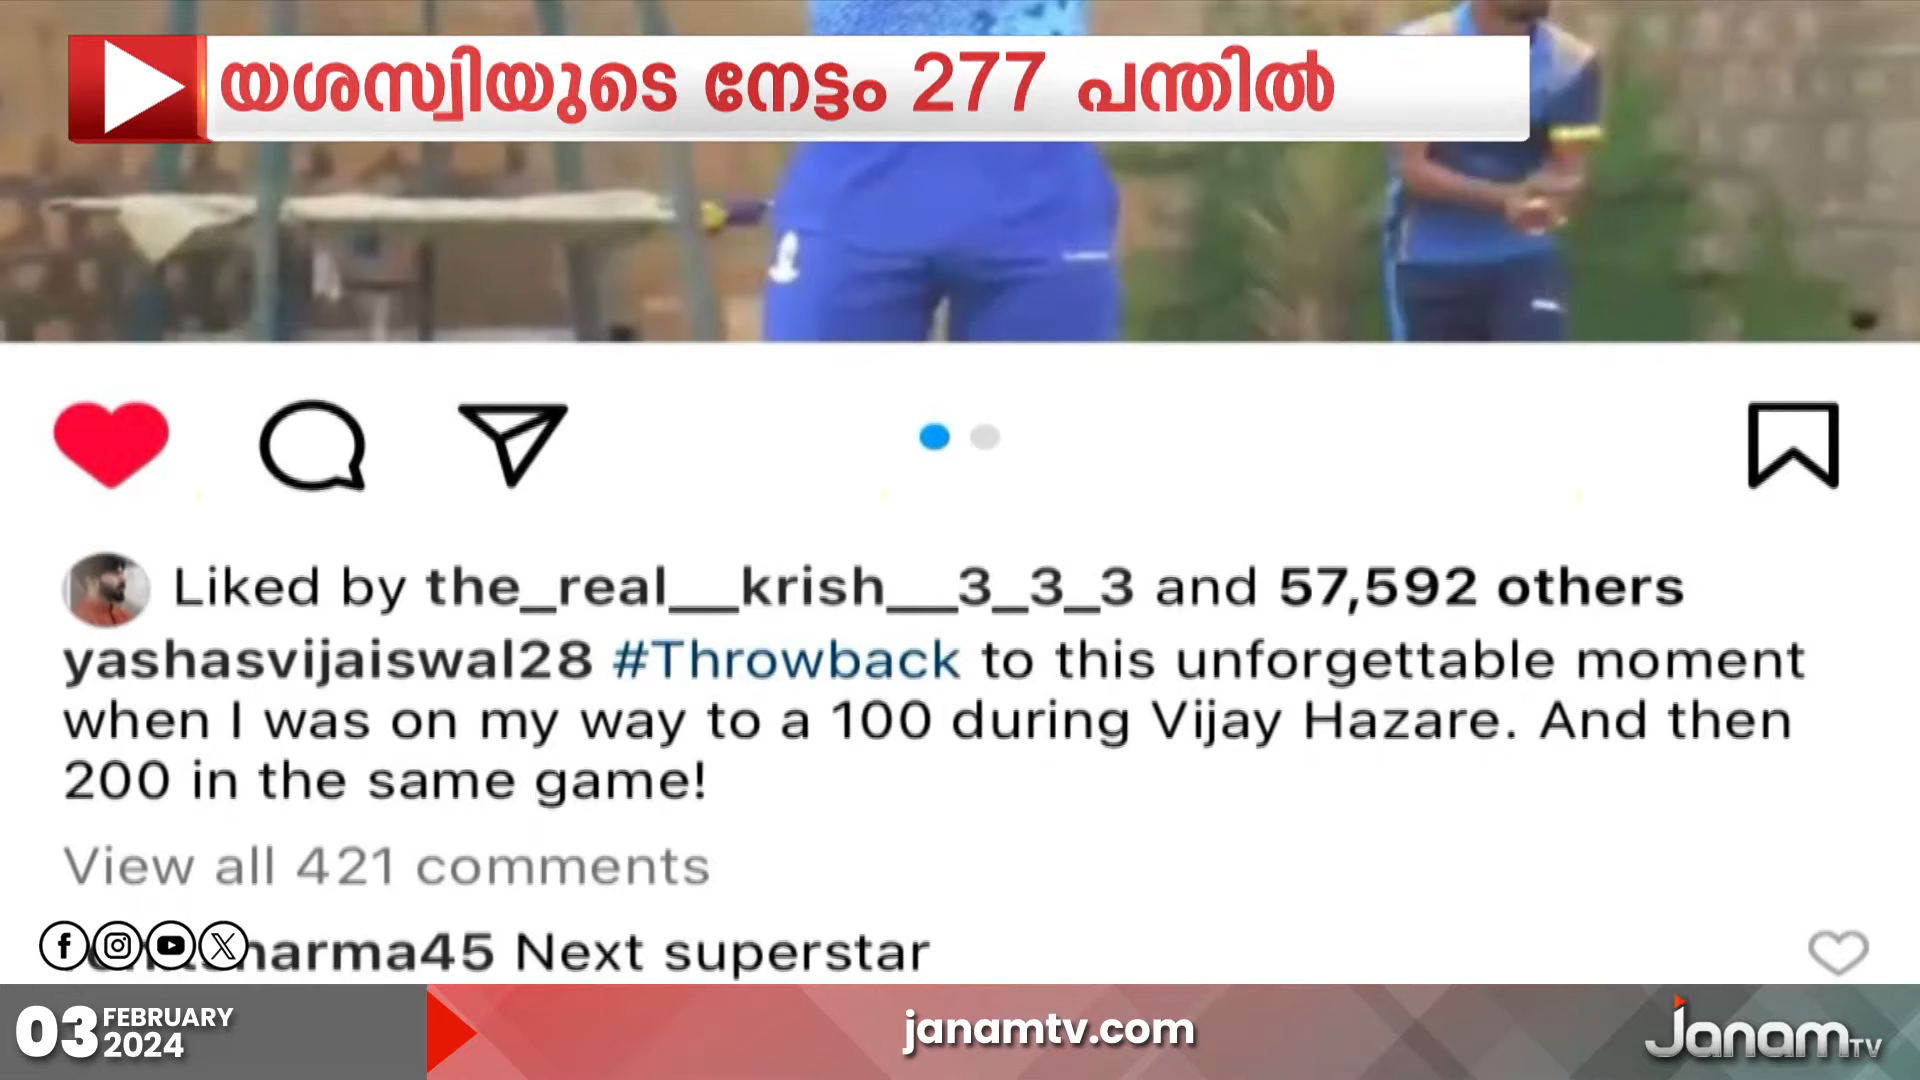 യശസ്വിയുടെ നേട്ടം 277 പന്തിൽ
Liked by the_real__krish__3_3_3 and 57,592 others
yashasvijaiswal28 #Throwback to this unforgettable moment
when I was on my way to a 100 during Vijay Hazare. And then
200 in the same game!
View all 421 comments
Next superstar
03 FEBRUARY
2024
janamtv.com
Janam TV